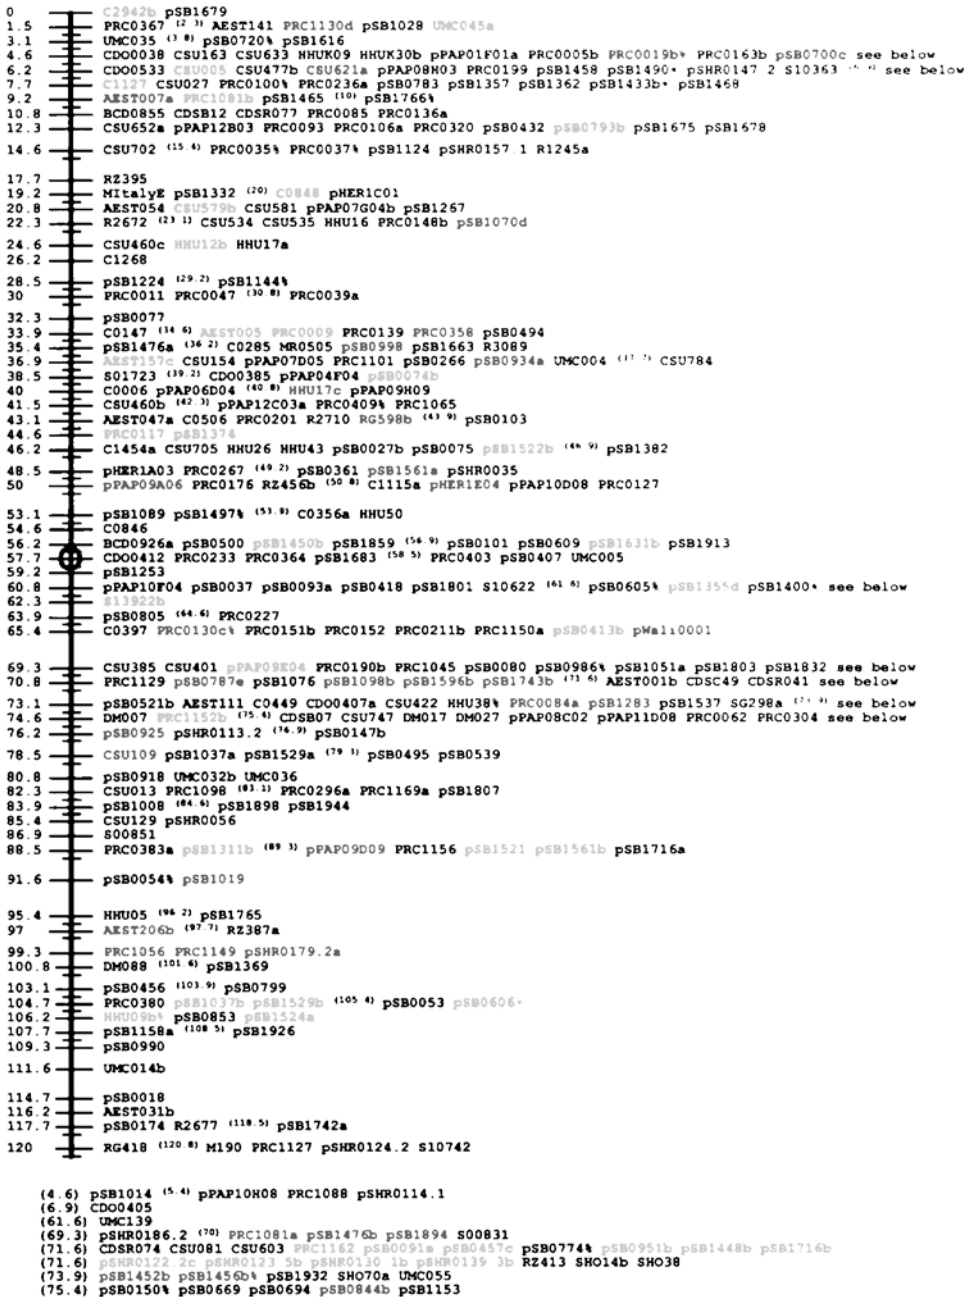 0 C2942b pSB1679
1.5 PRC0367 (2.3) AEST141 PRC1130d pSB1028 UMC045a
3.1 UMC035 (3.8) pSB0720% pSB1616
4.6 CDO0038 CSU163 CSU633 HHUK09 HHUK30b pPAP01F01a PRC0005b PRC0019b* PRC0163b pSB0700c see below
6.2 CDO0533 CSU005 CSU477b CSU621a pPAP08H03 PRC0199 pSB1458 pSB1490* pSHR0147 2 S10363 see below
7.7 C1127 CSU027 PRC0100% PRC0236a pSB0783 pSB1357 pSB1362 pSB1433b* pSB1468
9.2 AEST007a PRC1081b pSB1465 (10) pSB1766%
10.8 BCD0855 CDSB12 CDSR077 PRC0085 PRC0136a
12.3 CSU652a pPAP12B03 PRC0093 PRC0106a PRC0320 pSB0432 pSB0793b pSB1675 pSB1678
14.6 CSU702 (15.4) PRC0035% PRC0037% pSB1124 pSHR0157.1 R1245a
17.7 RZ395
19.2 MItalyE pSB1332 (20) C0848 pHER1C01
20.8 AEST054 CSU579b CSU581 pPAP07G04b pSB1267
22.3 R2672 (23.1) CSU534 CSU535 HHU16 PRC0148b pSB1070d
24.6 CSU460c HHU12b HHU17a
26.2 C1268
28.5 pSB1224 (29.2) pSB1144%
30 PRC0011 PRC0047 (30.8) PRC0039a
32.3 pSB0077
33.9 C0147 (34.6) AEST005 PRC0009 PRC0139 PRC0358 pSB0494
35.4 pSB1476a (36.2) C0285 MR0505 pSB0998 pSB1663 R3089
36.9 AEST157c CSU154 pPAP07D05 PRC1101 pSB0266 pSB0934a UMC004 (37.7) CSU784
38.5 S01723 (39.2) CDO0385 pPAP04F04 pSB0074b
40 C0006 pPAP06D04 (40.8) HHU17c pPAP09H09
41.5 CSU460b (42.3) pPAP12C03a PRC0409% PRC1065
43.1 AEST047a C0506 PRC0201 R2710 RG598b (43.9) pSB0103
44.6 PRC0117 pSB1374
46.2 C1454a CSU705 HHU26 HHU43 pSB0027b pSB0075 pSB1522b (46.9) pSB1382
48.5 pHER1A03 PRC0267 (49.2) pSB0361 pSB1561a pSHR0035
50 pPAP09A06 PRC0176 RZ456b (50.8) C1115a pHER1E04 pPAP10D08 PRC0127
53.1 pSB1089 pSB1497% (53.9) C0356a HHU50
54.6 C0846
56.2 BCD0926a pSB0500 pSB1450b pSB1859 (56.9) pSB0101 pSB0609 pSB1631b pSB1913
57.7 CDO0412 PRC0233 PRC0364 pSB1683 (58.5) PRC0403 pSB0407 UMC005
59.2 pSB1253
60.8 pPAP10F04 pSB0037 pSB0093a pSB0418 pSB1801 S10622 (61.6) pSB0605% pSB1355d pSB1400* see below
62.3 S13922b
63.9 pSB0805 (64.6) PRC0227
65.4 C0397 PRC0130c% PRC0151b PRC0152 PRC0211b PRC1150a pSB0413b pWali0001
69.3 CSU385 CSU401 pPAP09E04 PRC0190b PRC1045 pSB0080 pSB0986% pSB1051a pSB1803 pSB1832 see below
70.8 PRC1129 pSB0787e pSB1076 pSB1098b pSB1596b pSB1743b (71.6) AEST001b CDSC49 CDSR041 see below
73.1 pSB0521b AEST111 C0449 CDO0407a CSU422 HHU38% PRC0084a pSB1283 pSB1537 SG298a (73.9) see below
74.6 DM007 PRC1152b (75.4) CDSB07 CSU747 DM017 DM027 pPAP08C02 pPAP11D08 PRC0062 PRC0304 see below
76.2 pSB0925 pSHR0113.2 (76.9) pSB0147b
78.5 CSU109 pSB1037a pSB1529a (79.3) pSB0495 pSB0539
80.8 pSB0918 UMC032b UMC036
82.3 CSU013 PRC1098 (83.1) PRC0296a PRC1169a pSB1807
83.9 pSB1008 (84.6) pSB1898 pSB1944
85.4 CSU129 pSHR0056
86.9 S00851
88.5 PRC0383a pSB1311b (89.3) pPAP09D09 PRC1156 pSB1521 pSB1561b pSB1716a
91.6 pSB0054% pSB1019
95.4 HHU05 (96.2) pSB1765
97 AEST206b (97.7) RZ387a
99.3 PRC1056 PRC1149 pSHR0179.2a
100.8 DM088 (101.6) pSB1369
103.1 pSB0456 (103.9) pSB0799
104.7 PRC0380 pSB1037b pSB1529b (105.4) pSB0053 pSB0606*
106.2 HHU09b% pSB0853 pSB1524a
107.7 pSB1158a (108.5) pSB1926
109.3 pSB0990
111.6 UMC014b
114.7 pSB0018
116.2 AEST031b
117.7 pSB0174 R2677 (118.5) pSB1742a
120 RG418 (120.8) M190 PRC1127 pSHR0124.2 S10742
(4.6) pSB1014 (5.4) pPAP10H08 PRC1088 pSHR0114.1
(6.9) CDO0405
(61.6) UMC139
(69.3) pSHR0186.2 (70) PRC1081a pSB1476b pSB1894 S00831
(71.6) CDSR074 CSU081 CSU603 PRC1162 pSB0091a pSB0457c pSB0774% pSB0951b pSB1448b pSB1716b
(71.6) pSHR0122 2c pSHR0123 5b pSHR0130 1b pSHR0139 3b RZ413 SHO14b SHO38
(73.9) pSB1452b pSB1456b% pSB1932 SHO70a UMC055
(75.4) pSB0150% pSB0669 pSB0694 pSB0844b pSB1153